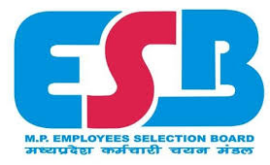 ESB
M.P. EMPLOYEES SELECTION BOARD
मध्यप्रदेश कर्मचारी चयन मंडल